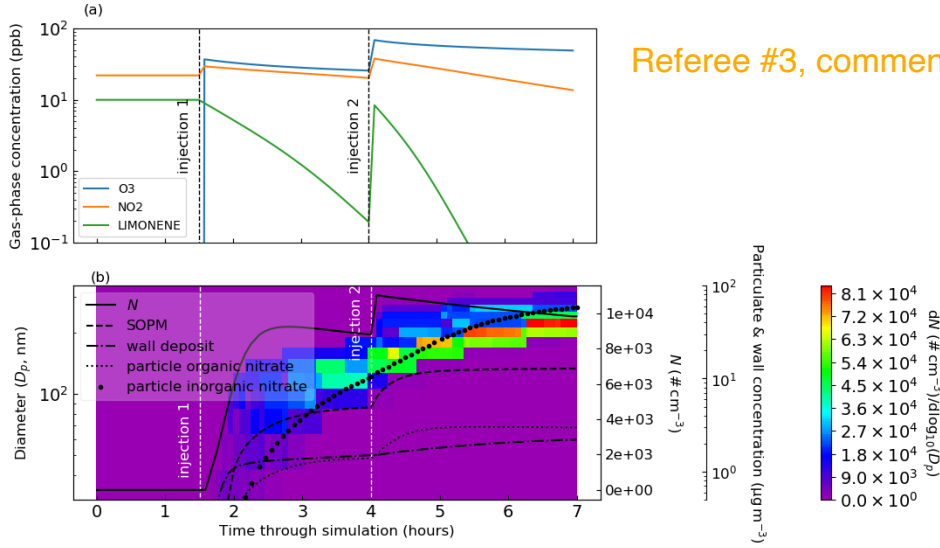 (a)
Referee #3, commen
Gas-phase concentration (ppb)
10²
10¹
10⁰
10⁻¹
injection 1
injection 2
O3
NO2
LIMONENE
(b)
Diameter (Dₚ, nm)
10²
N
SOPM
wall deposit
particle organic nitrate
particle inorganic nitrate
injection 1
injection 2
0 1 2 3 4 5 6 7
Time through simulation (hours)
1e+04
8e+03
6e+03
4e+03
2e+03
0e+00
N (# cm⁻³)
10²
10¹
10⁰
Particulate & wall concentration (µg m⁻³)
8.1 × 10⁴
7.2 × 10⁴
6.3 × 10⁴
5.4 × 10⁴
4.5 × 10⁴
3.6 × 10⁴
2.7 × 10⁴
1.8 × 10⁴
9.0 × 10³
0.0 × 10⁰
dN (# cm⁻³)/dlog₁₀(Dₚ)